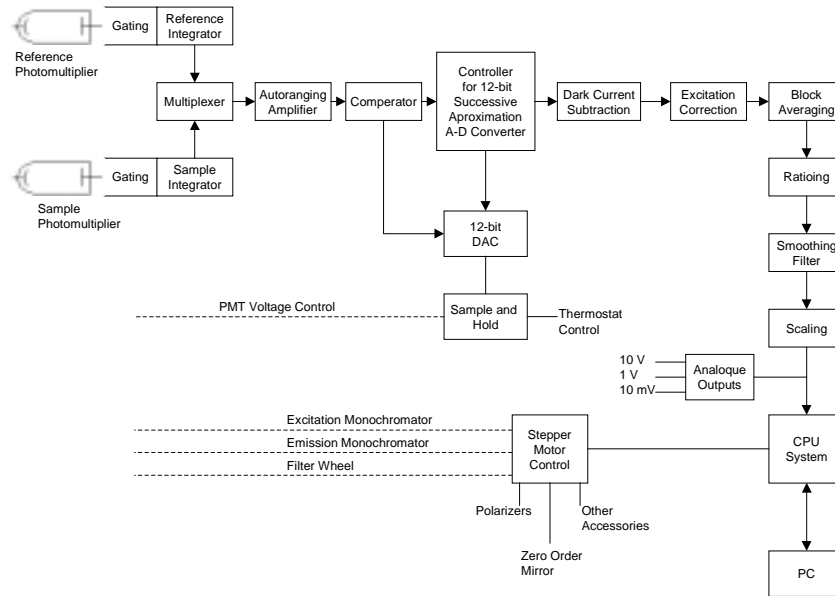 Gating
Reference
Integrator
Reference
Photomultiplier
Multiplexer
Autoranging
Amplifier
Comperator
Controller
for 12-bit
Successive
Aproximation
A-D Converter
Dark Current
Subtraction
Excitation
Correction
Block
Averaging
Gating
Sample
Integrator
Sample
Photomultiplier
Ratioing
12-bit
DAC
Smoothing
Filter
PMT Voltage Control
Sample and
Hold
Thermostat
Control
Scaling
10 V
1 V
10 mV
Analoque
Outputs
Excitation Monochromator
Emission Monochromator
Filter Wheel
Stepper
Motor
Control
CPU
System
Polarizers
Other
Accessories
Zero Order
Mirror
PC